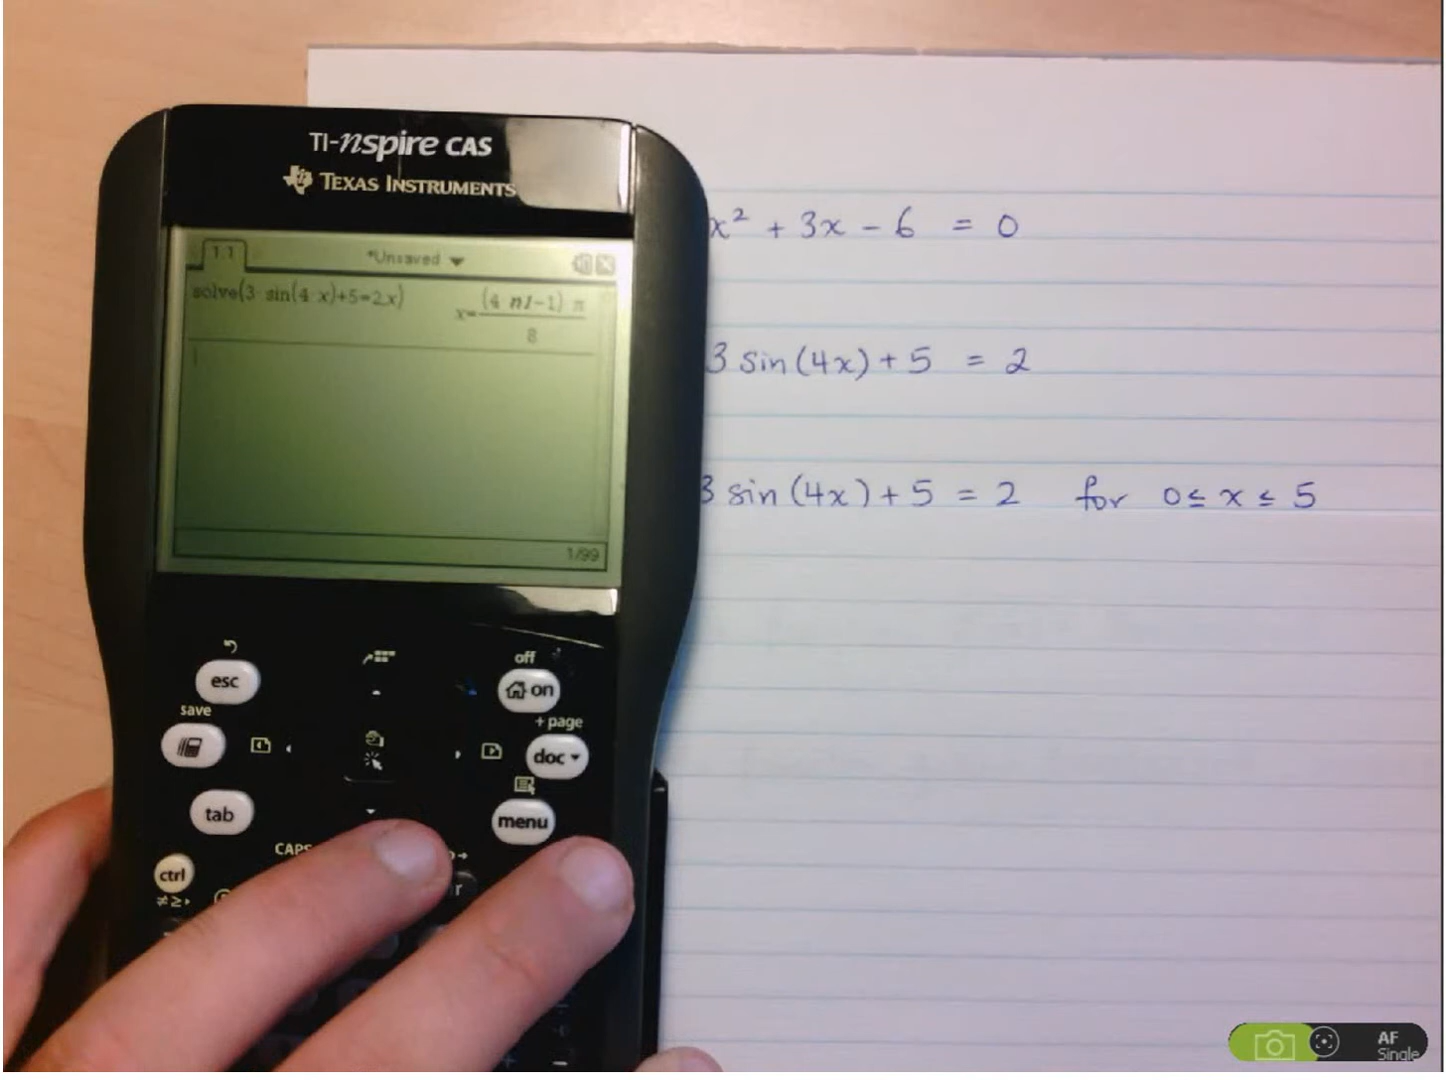 TI-nspire CAS
TEXAS INSTRUMENTS
1.1
*Unsaved
solve(3·sin(4·x)+5=2,x)
x=(4·n1-1)·π
8
1/99
x² + 3x - 6 = 0
3 sin(4x) + 5 = 2
3 sin(4x) + 5 = 2 for 0≤ x ≤ 5
off
esc
on
save
+ page
doc
tab
menu
CAPS
ctrl
≠≥▸
r
AF
Single